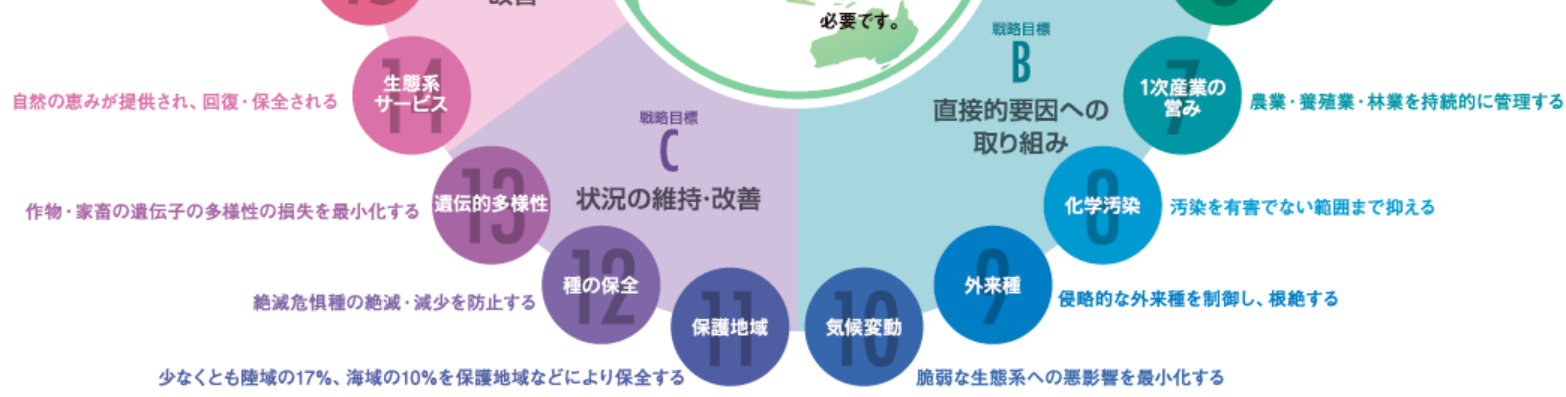 改善
必要です。
戦略目標
B
直接的要因への
取り組み
7
1次産業の
営み
農業・養殖業・林業を持続的に管理する
8
化学汚染
汚染を有害でない範囲まで抑える
9
外来種
侵略的な外来種を制御し、根絶する
10
気候変動
脆弱な生態系への悪影響を最小化する
戦略目標
C
状況の維持・改善
11
保護地域
少なくとも陸域の17%、海域の10%を保護地域などにより保全する
12
種の保全
絶滅危惧種の絶滅・減少を防止する
13
遺伝的多様性
作物・家畜の遺伝子の多様性の損失を最小化する
14
生態系
サービス
自然の恵みが提供され、回復・保全される